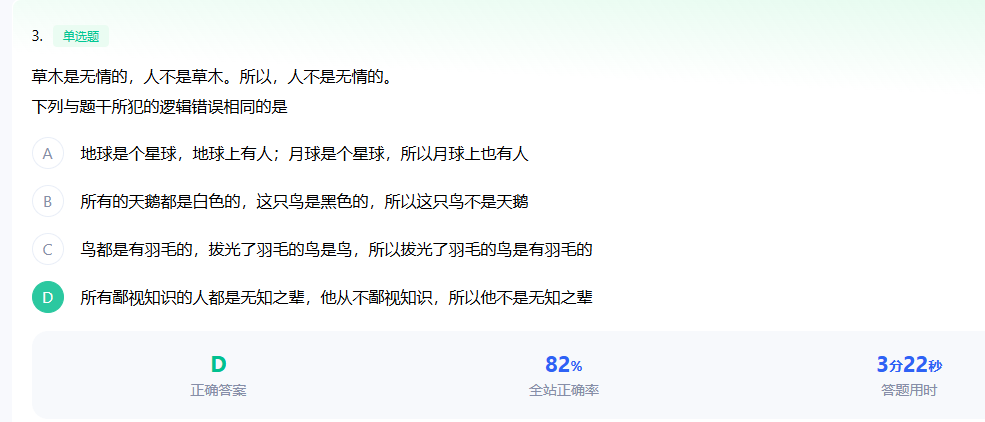 3. 单选题
草木是无情的，人不是草木。所以，人不是无情的。
下列与题干所犯的逻辑错误相同的是
A 地球是个星球，地球上有人；月球是个星球，所以月球上也有人
B 所有的天鹅都是白色的，这只鸟是黑色的，所以这只鸟不是天鹅
C 鸟都是有羽毛的，拔光了羽毛的鸟是鸟，所以拔光了羽毛的鸟是有羽毛的
D 所有鄙视知识的人都是无知之辈，他从不鄙视知识，所以他不是无知之辈
D 82% 3分22秒
正确答案 全站正确率 答题用时